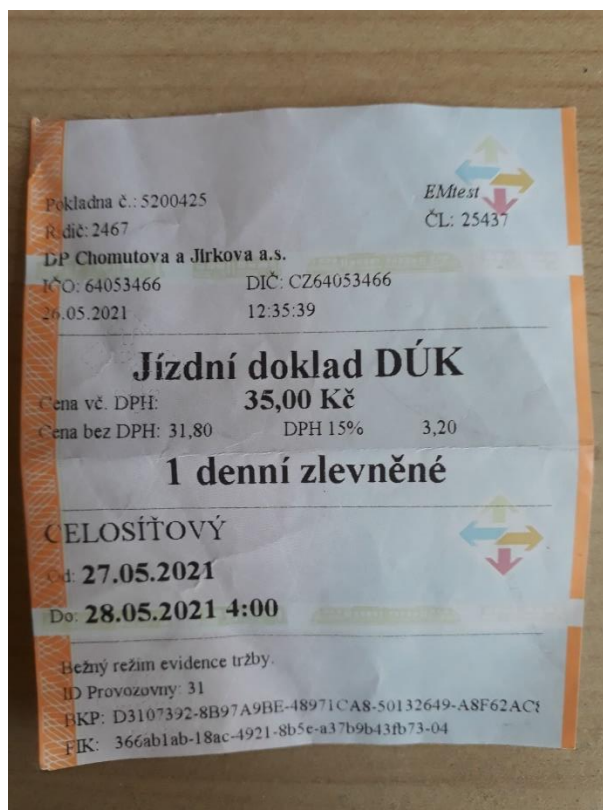 Pokladna č.: 5200425 EMtest
Řidič: 2467 ČL: 25437
DP Chomutova a Jirkova a.s.
IČO: 64053466 DIČ: CZ64053466
26.05.2021 12:35:39
Jízdní doklad DÚK
Cena vč. DPH: 35,00 Kč
Cena bez DPH: 31,80 DPH 15% 3,20
1 denní zlevněné
CELOSÍŤOVÝ
Od: 27.05.2021
Do: 28.05.2021 4:00
Bežný režim evidence tržby.
ID Provozovny: 31
BKP: D3107392-8B97A9BE-48971CA8-50132649-A8F62AC8
FIK: 366ab1ab-18ac-4921-8b5e-a37b9b43fb73-04